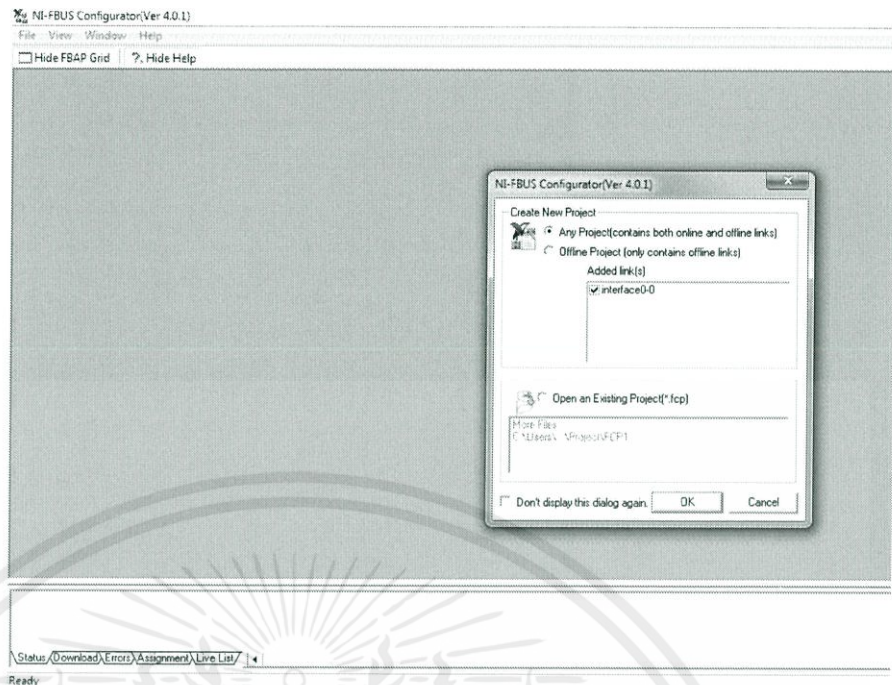 NI-FBUS Configurator(Ver 4.0.1)
File View Window Help
Hide FBAP Grid ?. Hide Help
NI-FBUS Configurator(Ver 4.0.1)
Create New Project
Any Project(contains both online and offline links)
Offline Project (only contains offline links)
Added link(s)
interface0-0
Open an Existing Project(*.fcp)
More Files
Don't display this dialog again.
OK
Cancel
Status Download Errors Assignment Live List
Ready